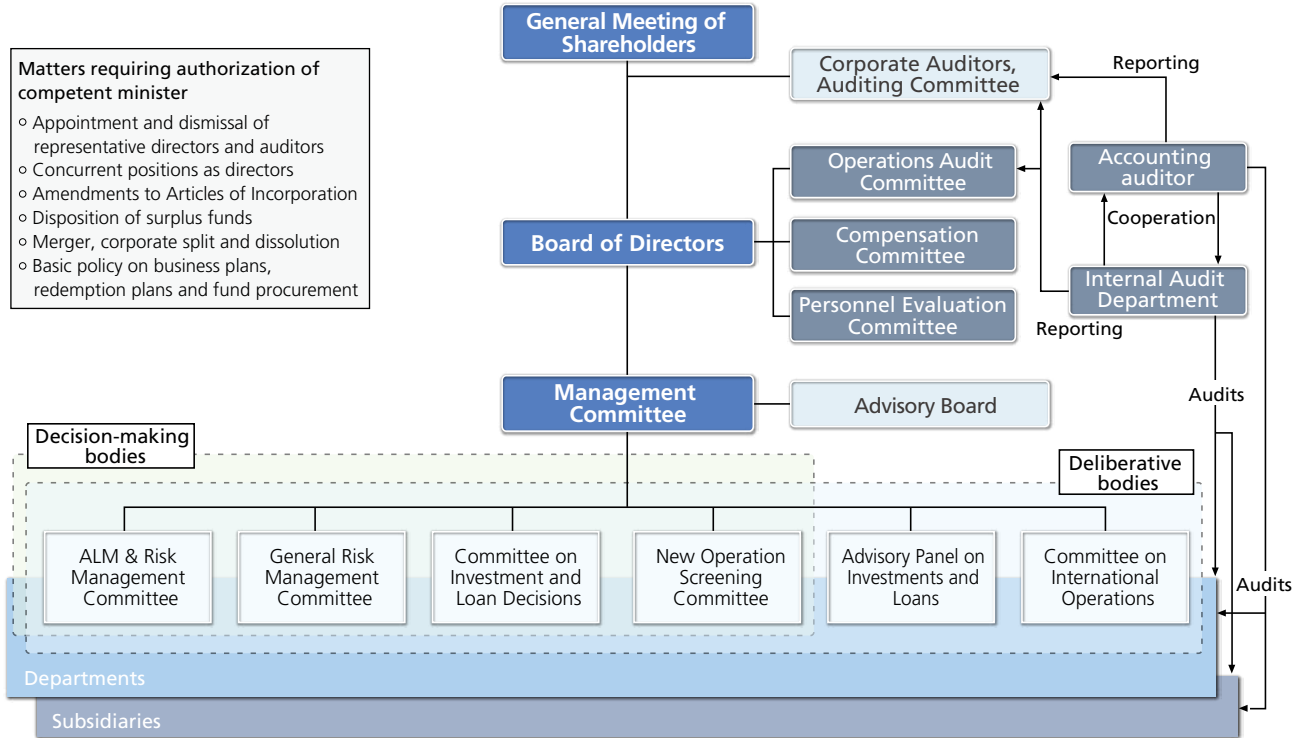 General Meeting of
Shareholders
Matters requiring authorization of
competent minister
Appointment and dismissal of
representative directors and auditors
Concurrent positions as directors
Amendments to Articles of Incorporation
Disposition of surplus funds
Merger, corporate split and dissolution
Basic policy on business plans,
redemption plans and fund procurement
Corporate Auditors,
Auditing Committee
Reporting
Operations Audit
Committee
Accounting
auditor
Cooperation
Board of Directors
Compensation
Committee
Internal Audit
Department
Personnel Evaluation
Committee
Reporting
Management
Committee
Advisory Board
Audits
Decision-making
bodies
Deliberative
bodies
ALM & Risk
Management
Committee
General Risk
Management
Committee
Committee on
Investment and
Loan Decisions
New Operation
Screening
Committee
Advisory Panel on
Investments and
Loans
Committee on
International
Operations
Audits
Departments
Subsidiaries